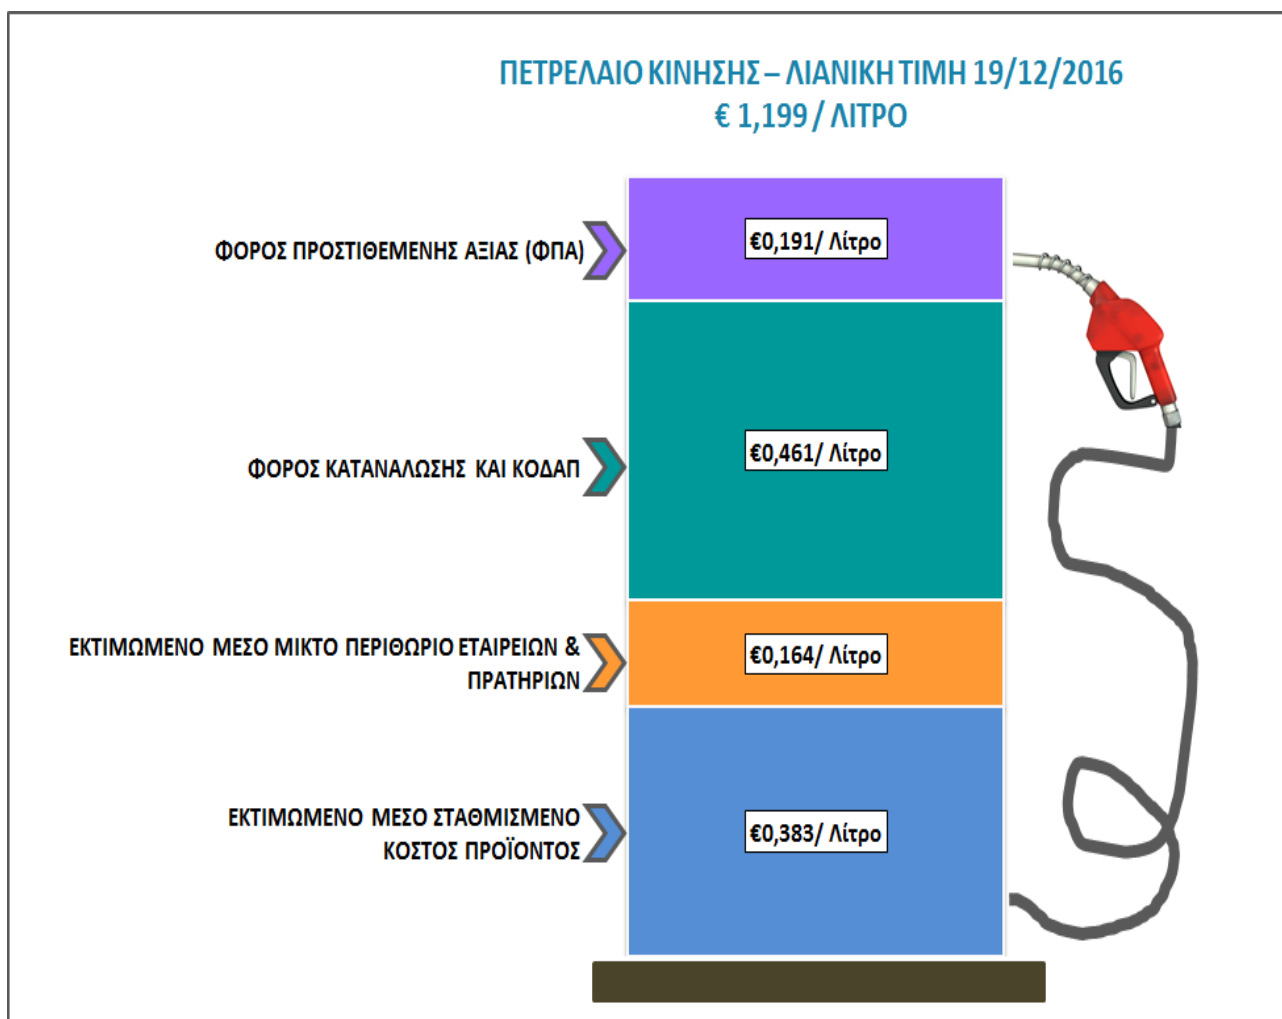 ΠΕΤΡΕΛΑΙΟ ΚΙΝΗΣΗΣ – ΛΙΑΝΙΚΗ ΤΙΜΗ 19/12/2016
€ 1,199 / ΛΙΤΡΟ
ΦΟΡΟΣ ΠΡΟΣΤΙΘΕΜΕΝΗΣ ΑΞΙΑΣ (ΦΠΑ)
€0,191/ Λίτρο
ΦΟΡΟΣ ΚΑΤΑΝΑΛΩΣΗΣ ΚΑΙ ΚΟΔΑΠ
€0,461/ Λίτρο
ΕΚΤΙΜΩΜΕΝΟ ΜΕΣΟ ΜΙΚΤΟ ΠΕΡΙΘΩΡΙΟ ΕΤΑΙΡΕΙΩΝ &
ΠΡΑΤΗΡΙΩΝ
€0,164/ Λίτρο
ΕΚΤΙΜΩΜΕΝΟ ΜΕΣΟ ΣΤΑΘΜΙΣΜΕΝΟ
ΚΟΣΤΟΣ ΠΡΟΪΟΝΤΟΣ
€0,383/ Λίτρο